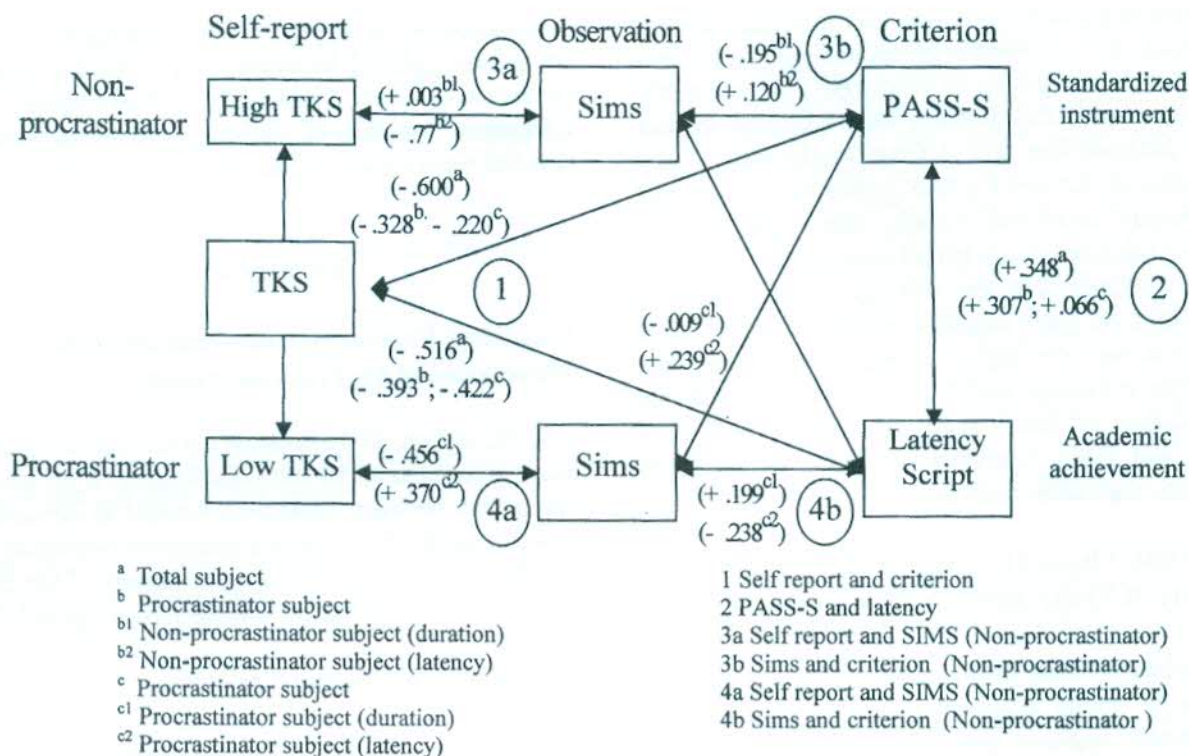 Self-report
Observation
Criterion
Non-
procrastinator
High TKS
(+ .003ᵇ¹)
(- .77ᵇ²)
3a
Sims
(- .195ᵇ¹)
(+ .120ᵇ²)
3b
PASS-S
Standardized
instrument
(- .600ᵃ)
(- .328ᵇ· - .220ᶜ)
TKS
1
(+ .348ᵃ)
(+ .307ᵇ; + .066ᶜ)
2
(- .009ᶜ¹)
(+ .239ᶜ²)
(- .516ᵃ)
(- .393ᵇ; - .422ᶜ)
Procrastinator
Low TKS
(- .456ᶜ¹)
(+ .370ᶜ²)
4a
Sims
(+ .199ᶜ¹)
(- .238ᶜ²)
4b
Latency
Script
Academic
achievement
ᵃ Total subject
ᵇ Procrastinator subject
ᵇ¹ Non-procrastinator subject (duration)
ᵇ² Non-procrastinator subject (latency)
ᶜ Procrastinator subject
ᶜ¹ Procrastinator subject (duration)
ᶜ² Procrastinator subject (latency)
1 Self report and criterion
2 PASS-S and latency
3a Self report and SIMS (Non-procrastinator)
3b Sims and criterion (Non-procrastinator)
4a Self report and SIMS (Non-procrastinator)
4b Sims and criterion (Non-procrastinator )